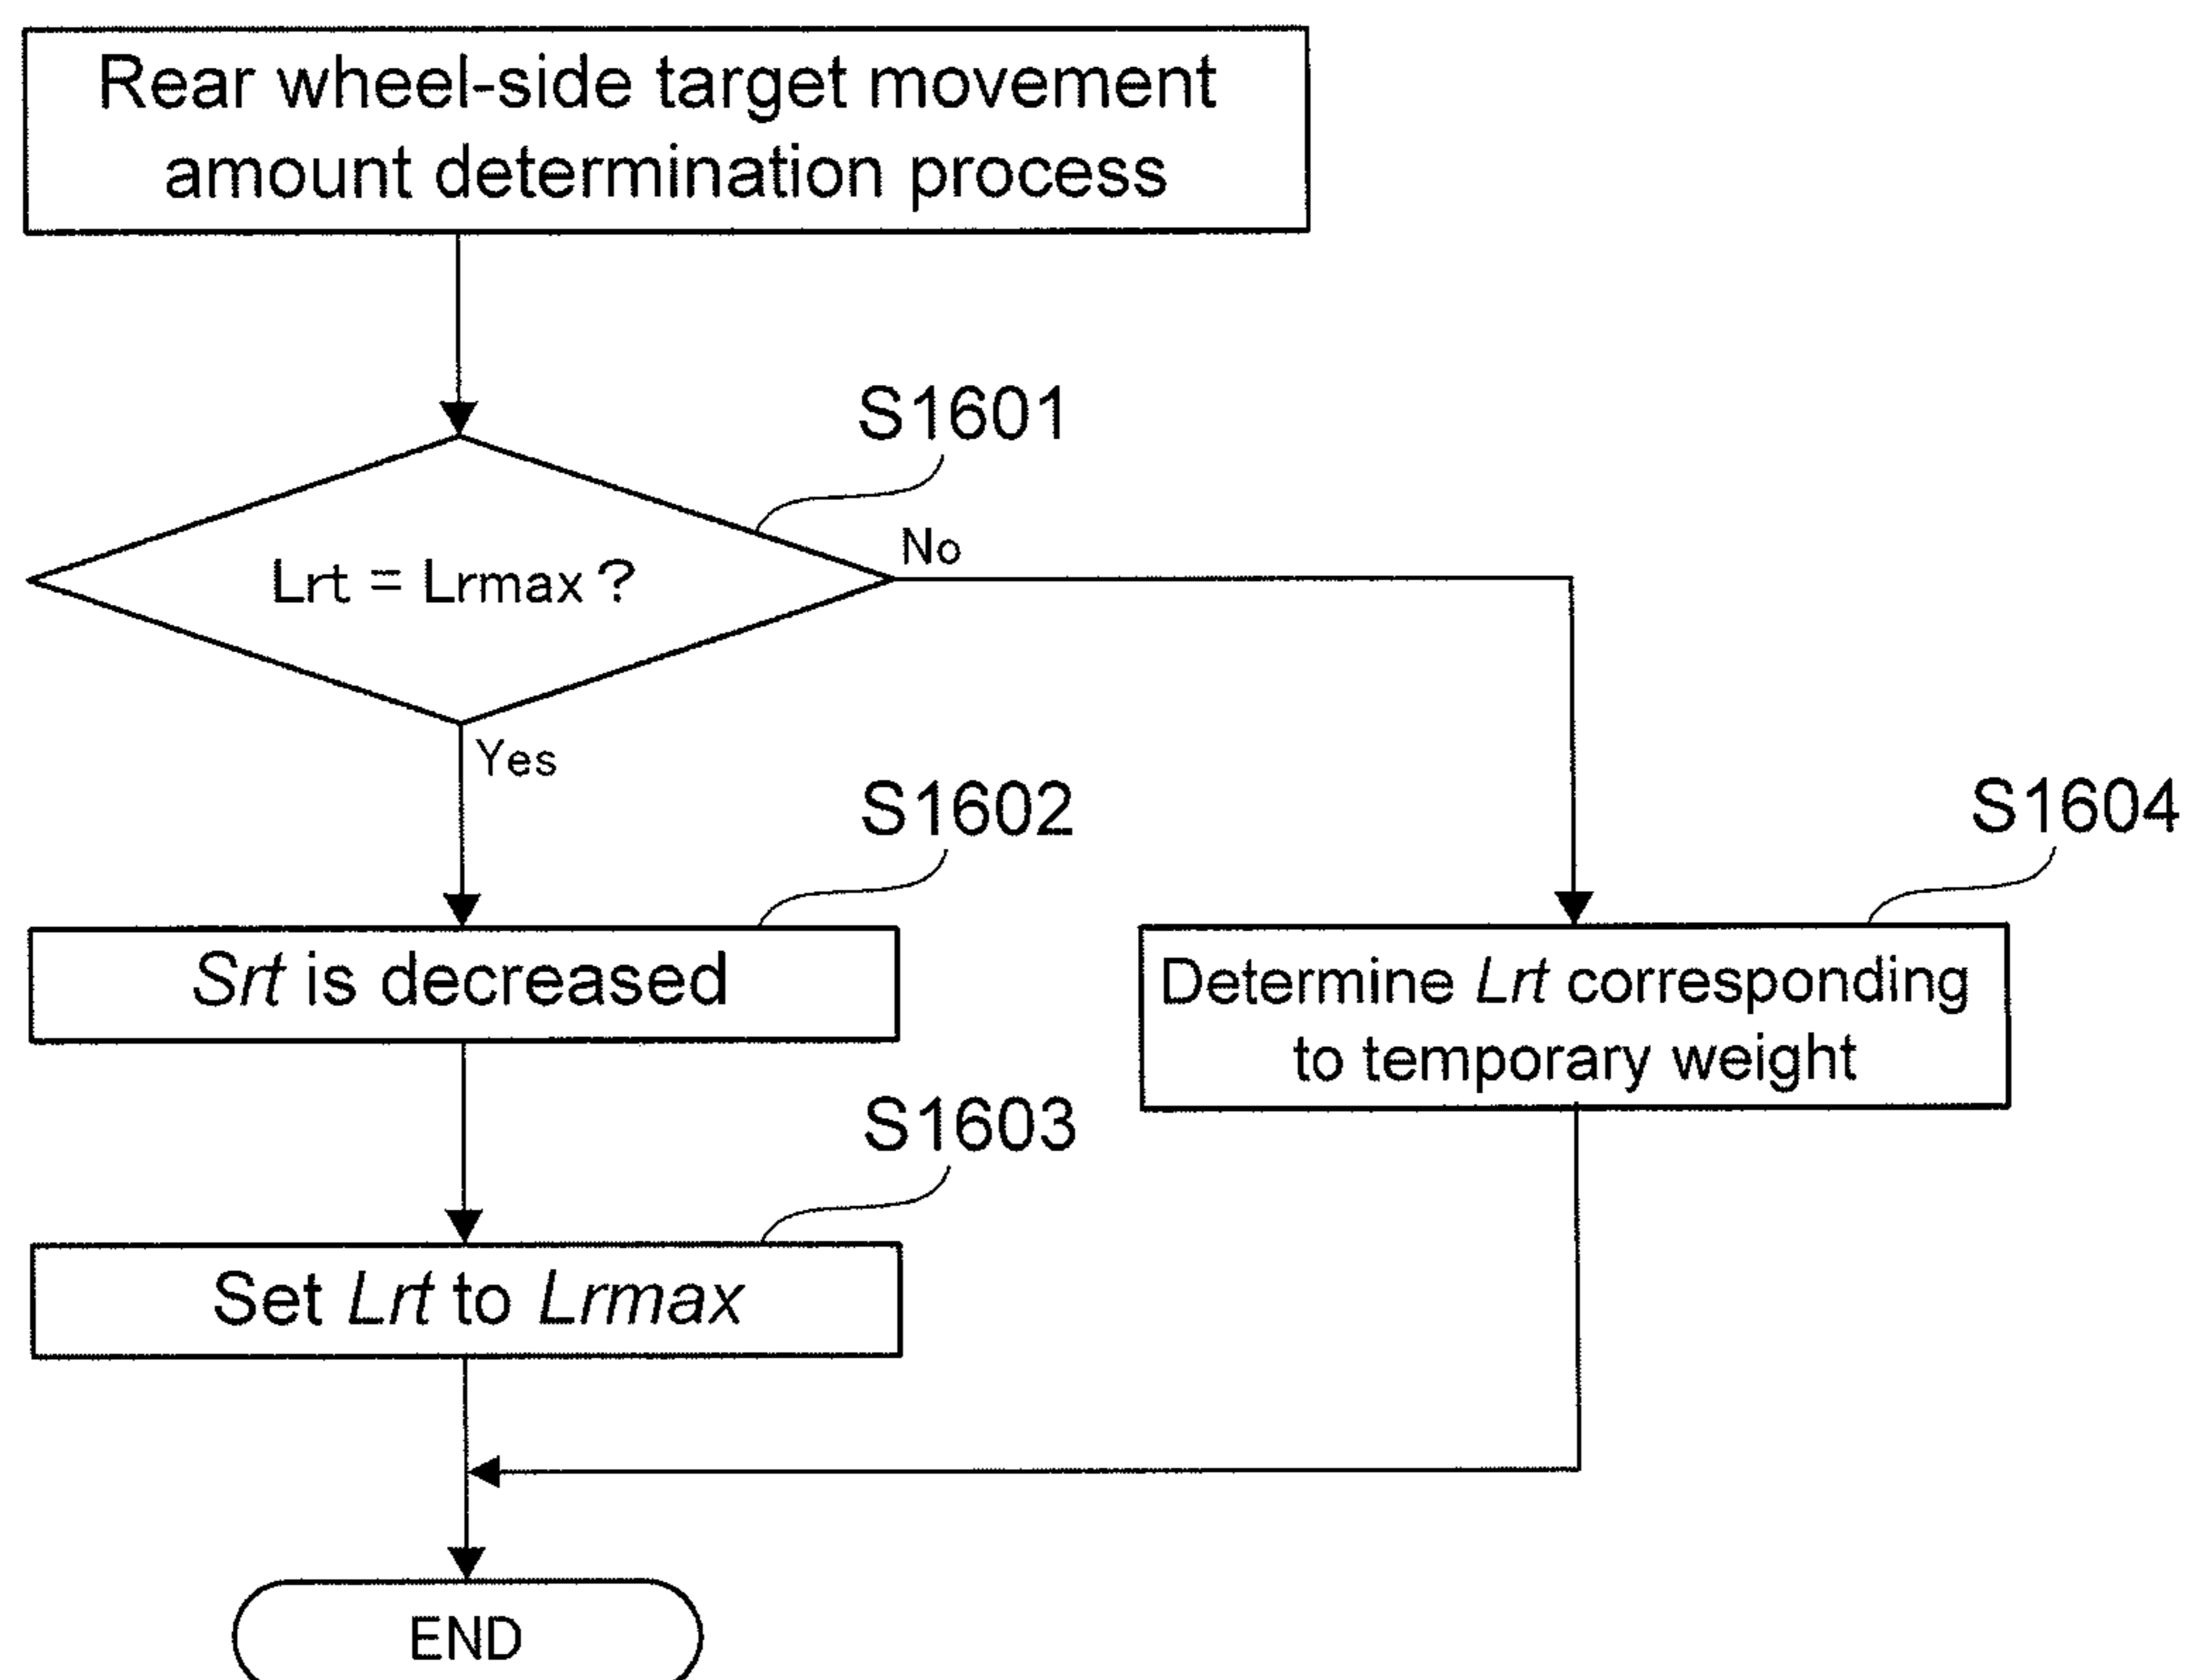 Rear wheel-side target movement
amount determination process
S1601
Lrt = Lrmax ?
No
Yes
S1602
Srt is decreased
S1604
Determine Lrt corresponding
to temporary weight
S1603
Set Lrt to Lrmax
END